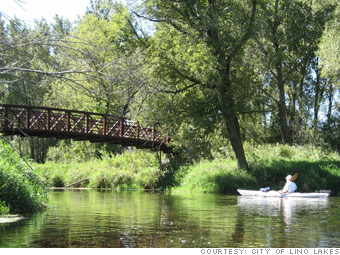 COURTESY: CITY OF LINO LAKES